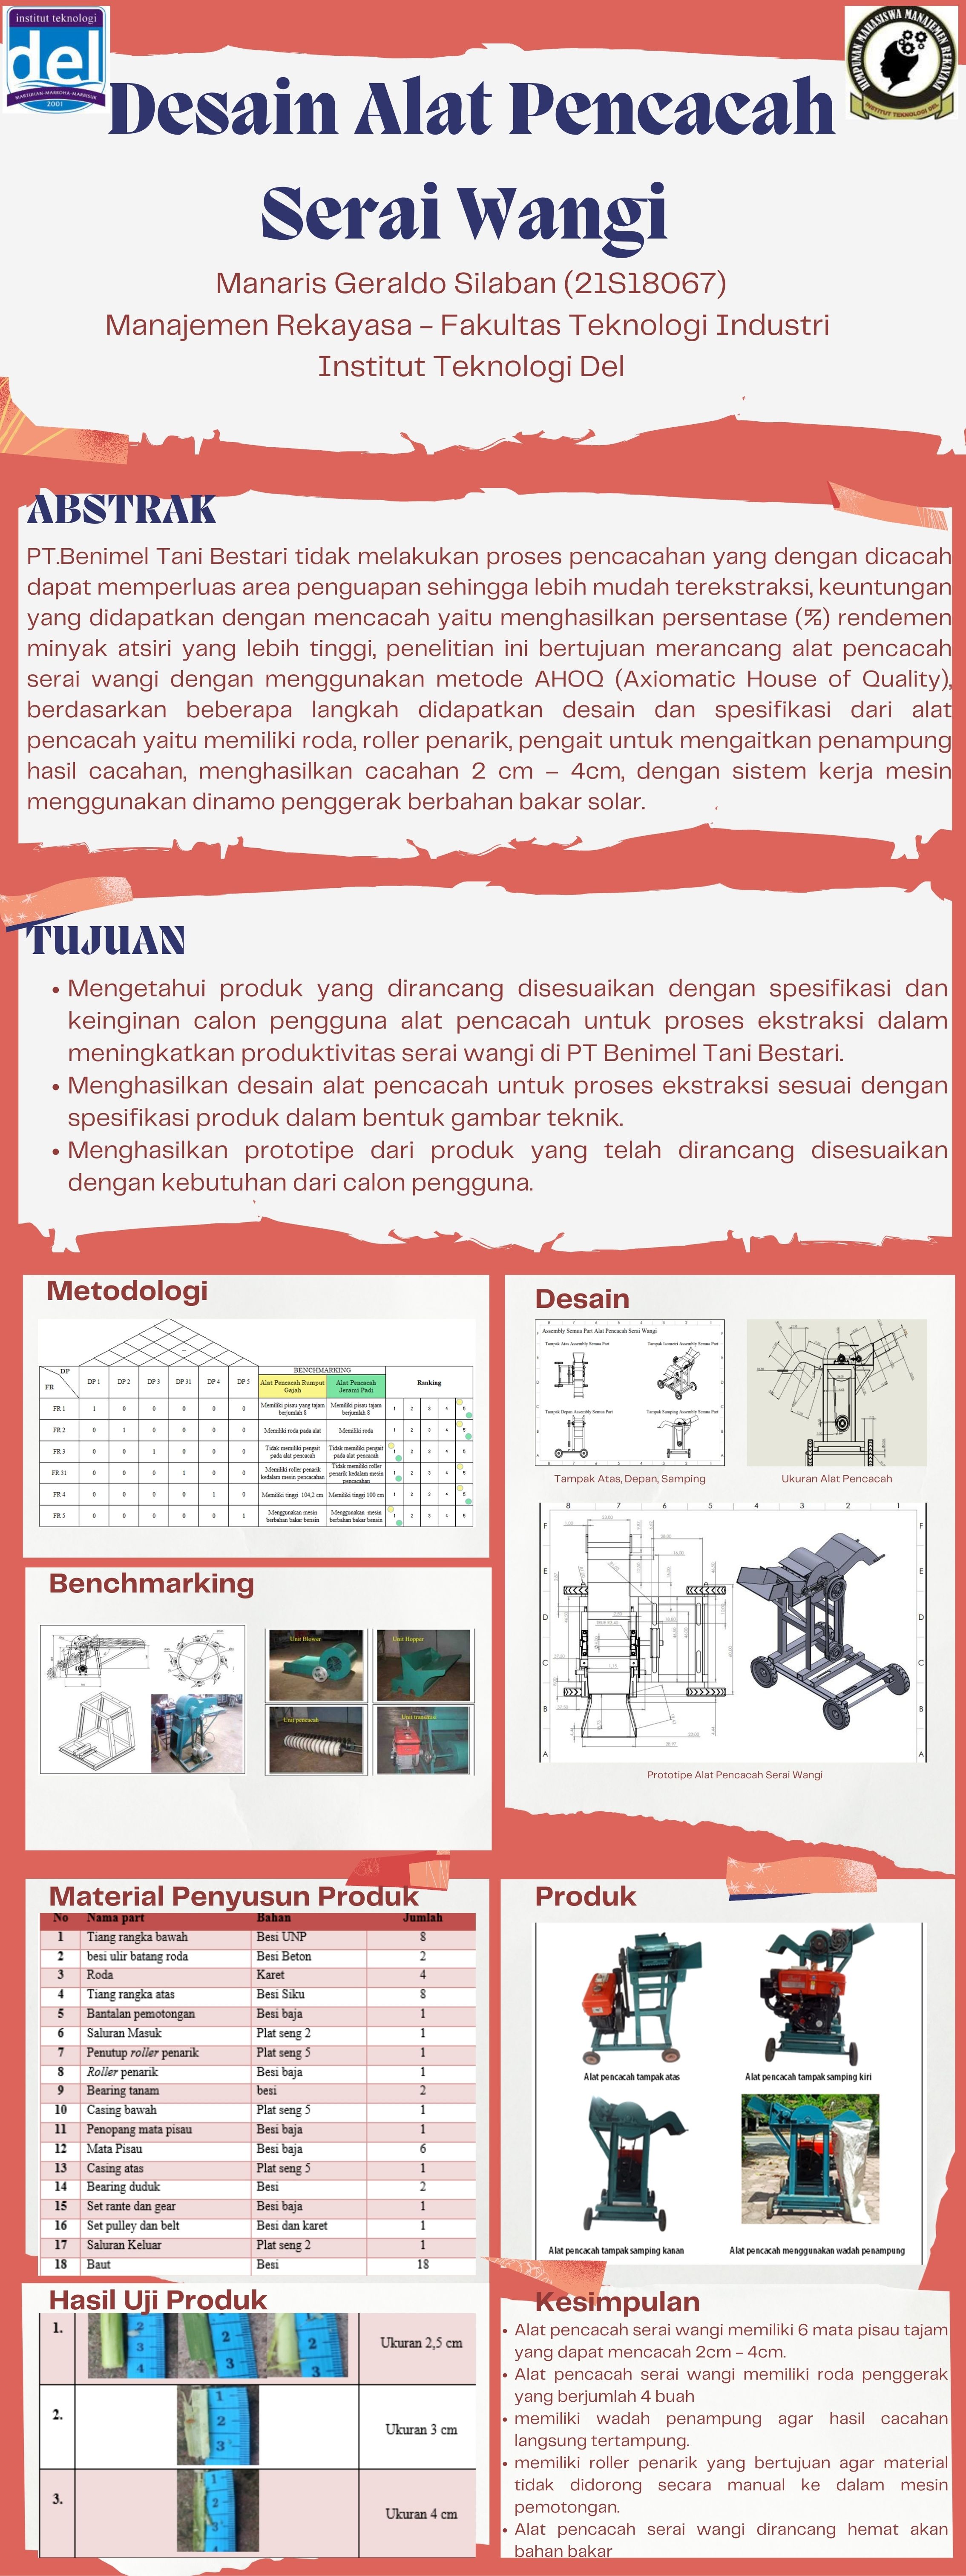 institut teknologi
del
MARTUHAN-MARROHA-MARBISUK
2001
HIMPUNAN MAHASISWA MANAJEMEN REKAYASA
INSTITUT TEKNOLOGI DEL
Desain Alat Pencacah
Serai Wangi
Manaris Geraldo Silaban (21S18067)
Manajemen Rekayasa - Fakultas Teknologi Industri
Institut Teknologi Del
ABSTRAK
PT.Benimel Tani Bestari tidak melakukan proses pencacahan yang dengan dicacah
dapat memperluas area penguapan sehingga lebih mudah terekstraksi, keuntungan
yang didapatkan dengan mencacah yaitu menghasilkan persentase (%) rendemen
minyak atsiri yang lebih tinggi, penelitian ini bertujuan merancang alat pencacah
serai wangi dengan menggunakan metode AHOQ (Axiomatic House of Quality),
berdasarkan beberapa langkah didapatkan desain dan spesifikasi dari alat
pencacah yaitu memiliki roda, roller penarik, pengait untuk mengaitkan penampung
hasil cacahan, menghasilkan cacahan 2 cm – 4cm, dengan sistem kerja mesin
menggunakan dinamo penggerak berbahan bakar solar.
TUJUAN
• Mengetahui produk yang dirancang disesuaikan dengan spesifikasi dan
keinginan calon pengguna alat pencacah untuk proses ekstraksi dalam
meningkatkan produktivitas serai wangi di PT Benimel Tani Bestari.
• Menghasilkan desain alat pencacah untuk proses ekstraksi sesuai dengan
spesifikasi produk dalam bentuk gambar teknik.
• Menghasilkan prototipe dari produk yang telah dirancang disesuaikan
dengan kebutuhan dari calon pengguna.
Metodologi
DP
FR
DP 1 DP 2 DP 3 DP 31 DP 4 DP 5
BENCHMARKING
Alat Pencacah Rumput Gajah
Alat Pencacah Jerami Padi
Ranking
FR 1 1 0 0 0 0 0 Memiliki pisau yang tajam berjumlah 8 Memiliki pisau tajam berjumlah 8 1 2 3 4 5
FR 2 0 1 0 0 0 0 Memiliki roda pada alat Memiliki roda 1 2 3 4 5
FR 3 0 0 1 0 0 0 Tidak memiliki pengait pada alat pencacah Tidak memiliki pengait pada alat pencacah 1 2 3 4 5
FR 31 0 0 0 1 0 0 Memiliki roller penarik kedalam mesin pencacahan Tidak memiliki roller penarik kedalam mesin pencacahan 1 2 3 4 5
FR 4 0 0 0 0 1 0 Memiliki tinggi 104,2 cm Memiliki tinggi 100 cm 1 2 3 4 5
FR 5 0 0 0 0 0 1 Menggunakan mesin berbahan bakar bensin Menggunakan mesin berbahan bakar bensin 1 2 3 4 5
Desain
Assembly Semua Part Alat Pencacah Serai Wangi
Tampak Atas Assembly Semua Part
Tampak Isometri Assembly Semua Part
Tampak Depan Assembly Semua Part
Tampak Samping Assembly Semua Part
Tampak Atas, Depan, Samping
Ukuran Alat Pencacah
8 7 6 5 4 3 2 1
F F
E E
D D
C C
B B
A A
Prototipe Alat Pencacah Serai Wangi
Benchmarking
Unit Blower
Unit Hopper
Unit pencacah
Material Penyusun Produk
No Nama part Bahan Jumlah
1 Tiang rangka bawah Besi UNP 8
2 besi ulir batang roda Besi Beton 2
3 Roda Karet 4
4 Tiang rangka atas Besi Siku 8
5 Bantalan pemotongan Besi baja 1
6 Saluran Masuk Plat seng 2 1
7 Penutup roller penarik Plat seng 5 1
8 Roller penarik Besi baja 1
9 Bearing tanam besi 2
10 Casing bawah Plat seng 5 1
11 Penopang mata pisau Besi baja 1
12 Mata Pisau Besi baja 6
13 Casing atas Plat seng 5 1
14 Bearing duduk Besi 2
15 Set rante dan gear Besi baja 1
16 Set pulley dan belt Besi dan karet 1
17 Saluran Keluar Plat seng 2 1
18 Baut Besi 18
Produk
Alat pencacah tampak atas
Alat pencacah tampak samping kiri
Alat pencacah tampak samping kanan
Alat pencacah menggunakan wadah penampung
Hasil Uji Produk
1. Ukuran 2,5 cm
2. Ukuran 3 cm
3. Ukuran 4 cm
Kesimpulan
• Alat pencacah serai wangi memiliki 6 mata pisau tajam
yang dapat mencacah 2cm - 4cm.
• Alat pencacah serai wangi memiliki roda penggerak
yang berjumlah 4 buah
• memiliki wadah penampung agar hasil cacahan
langsung tertampung.
• memiliki roller penarik yang bertujuan agar material
tidak didorong secara manual ke dalam mesin
pemotongan.
• Alat pencacah serai wangi dirancang hemat akan
bahan bakar